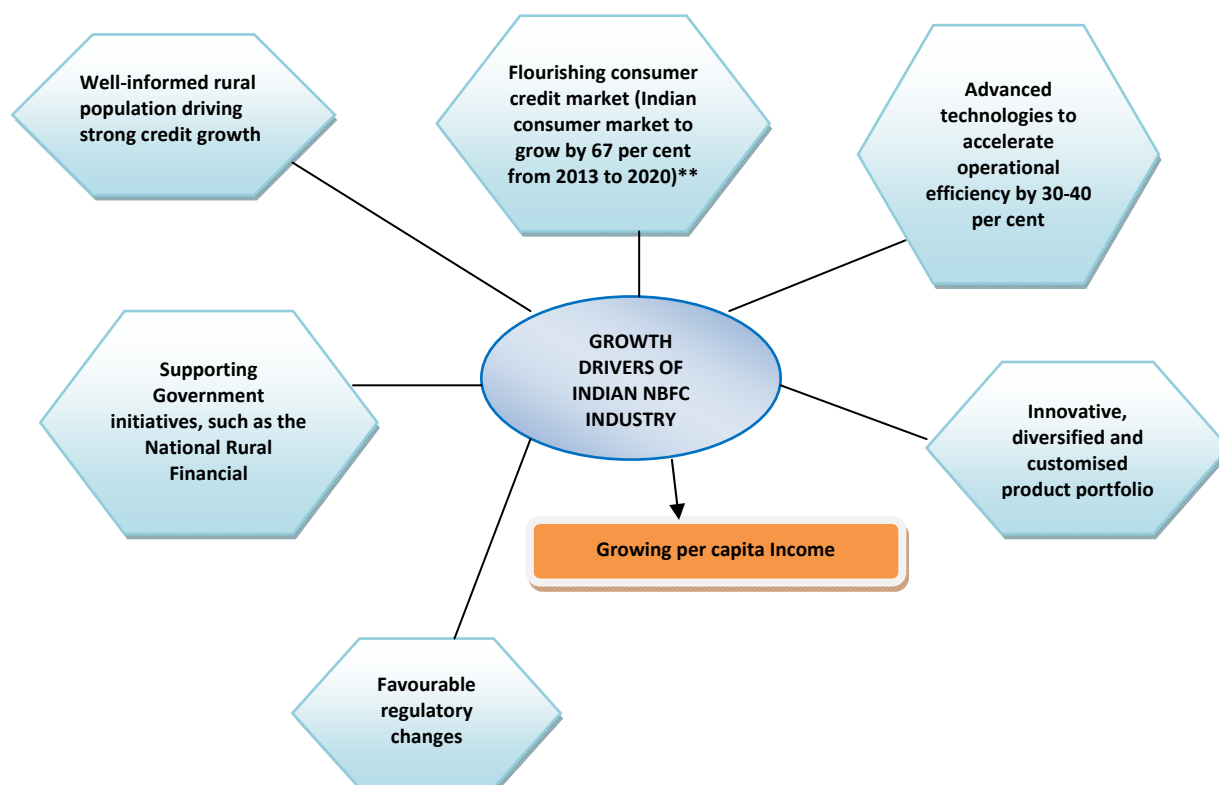 Well-informed rural
population driving
strong credit growth
Flourishing consumer
credit market (Indian
consumer market to
grow by 67 per cent
from 2013 to 2020)**
Advanced
technologies to
accelerate
operational
efficiency by 30-40
per cent
GROWTH
DRIVERS OF
INDIAN NBFC
INDUSTRY
Supporting
Government
initiatives, such as the
National Rural
Financial
Innovative,
diversified and
customised
product portfolio
Growing per capita Income
Favourable
regulatory
changes